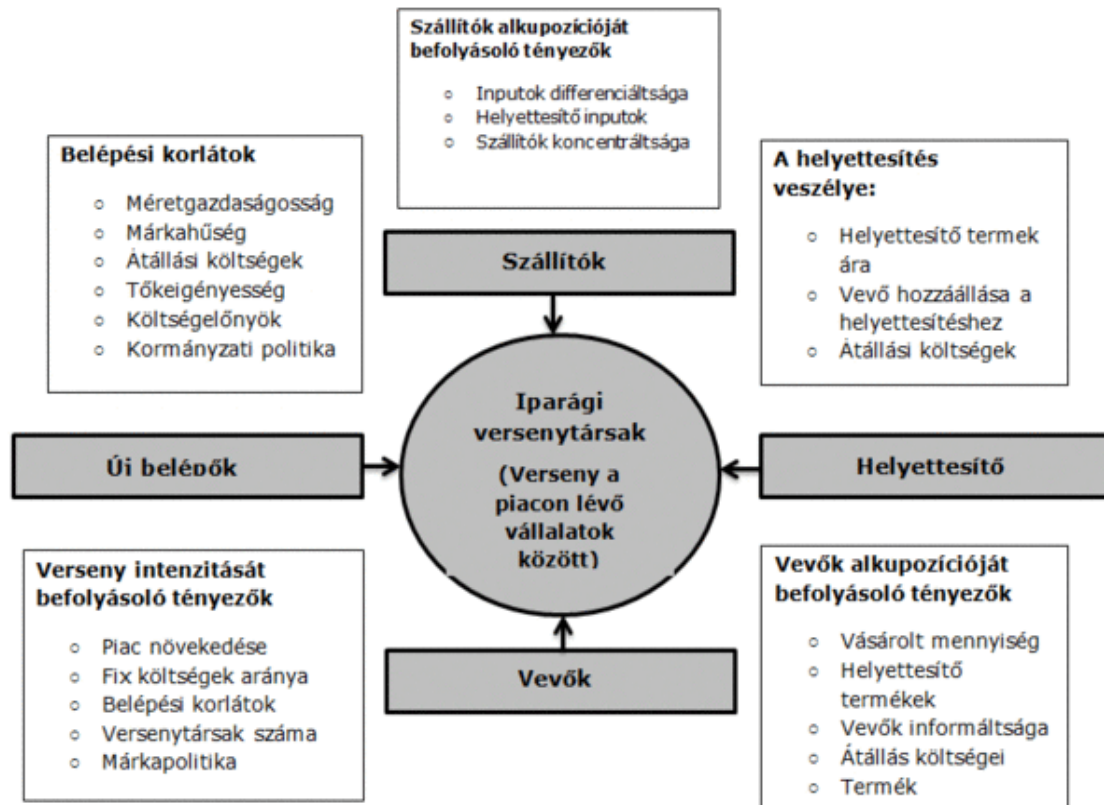 Szállítók alkupozícióját
befolyásoló tényezők
○ Inputok differenciáltsága
○ Helyettesítő inputok
○ Szállítók koncentráltsága
Belépési korlátok
○ Méretgazdaságosság
○ Márkahűség
○ Átállási költségek
○ Tőkeigényesség
○ Költségelőnyök
○ Kormányzati politika
A helyettesítés
veszélye:
○ Helyettesítő termek
ára
○ Vevő hozzáállása a
helyettesítéshez
○ Átállási költségek
Szállítók
Iparági
versenytársak
(Verseny a
piacon lévő
vállalatok
között)
Új belépők
Helyettesítő
Verseny intenzitását
befolyásoló tényezők
○ Piac növekedése
○ Fix költségek aránya
○ Belépési korlátok
○ Versenytársak száma
○ Márkapolitika
Vevők
Vevők alkupozícióját
befolyásoló tényezők
○ Vásárolt mennyiség
○ Helyettesítő
termékek
○ Vevők informáltsága
○ Átállás költségei
○ Termék